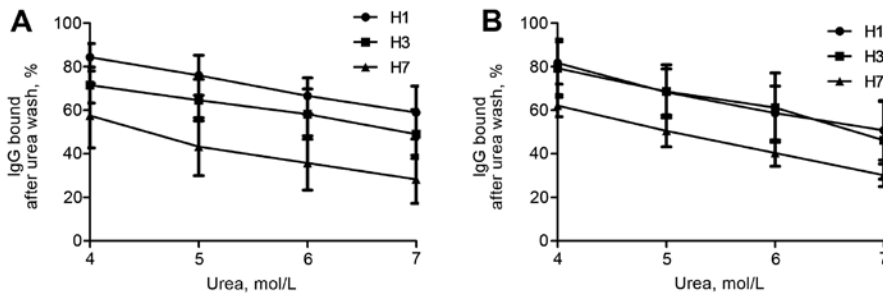 A
H1
H3
H7
IgG bound
after urea wash, %
100
80
60
40
20
0
4 5 6 7
Urea, mol/L
B
H1
H3
H7
IgG bound
after urea wash, %
100
80
60
40
20
0
4 5 6 7
Urea, mol/L